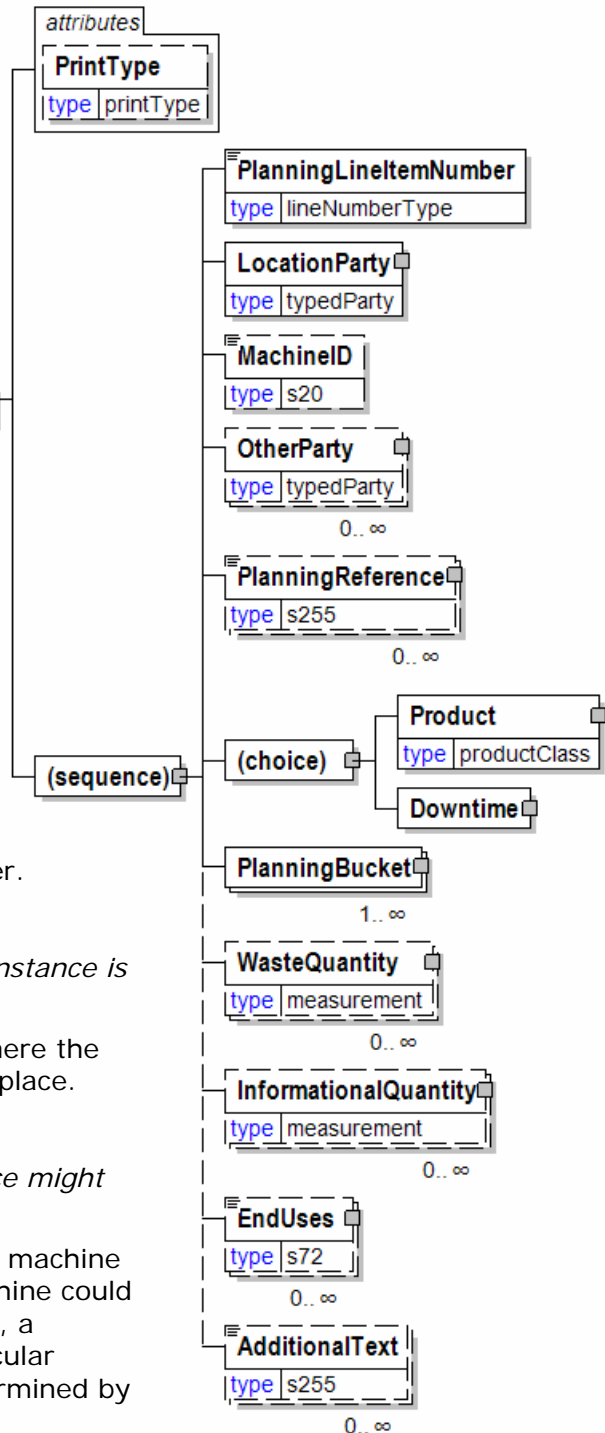 attributes
PrintType
type printType
PlanningLineItemNumber
type lineNumberType
LocationParty
type typedParty
MachineID
type s20
OtherParty
type typedParty
0.. ∞
PlanningReference
type s255
0.. ∞
(sequence)
(choice)
Product
type productClass
Downtime
PlanningBucket
1.. ∞
WasteQuantity
type measurement
0.. ∞
InformationalQuantity
type measurement
0.. ∞
EndUses
type s72
0.. ∞
AdditionalText
type s255
0.. ∞
er.
nstance is
here the
place.
ce might
machine
hine could
, a
cular
ermined by